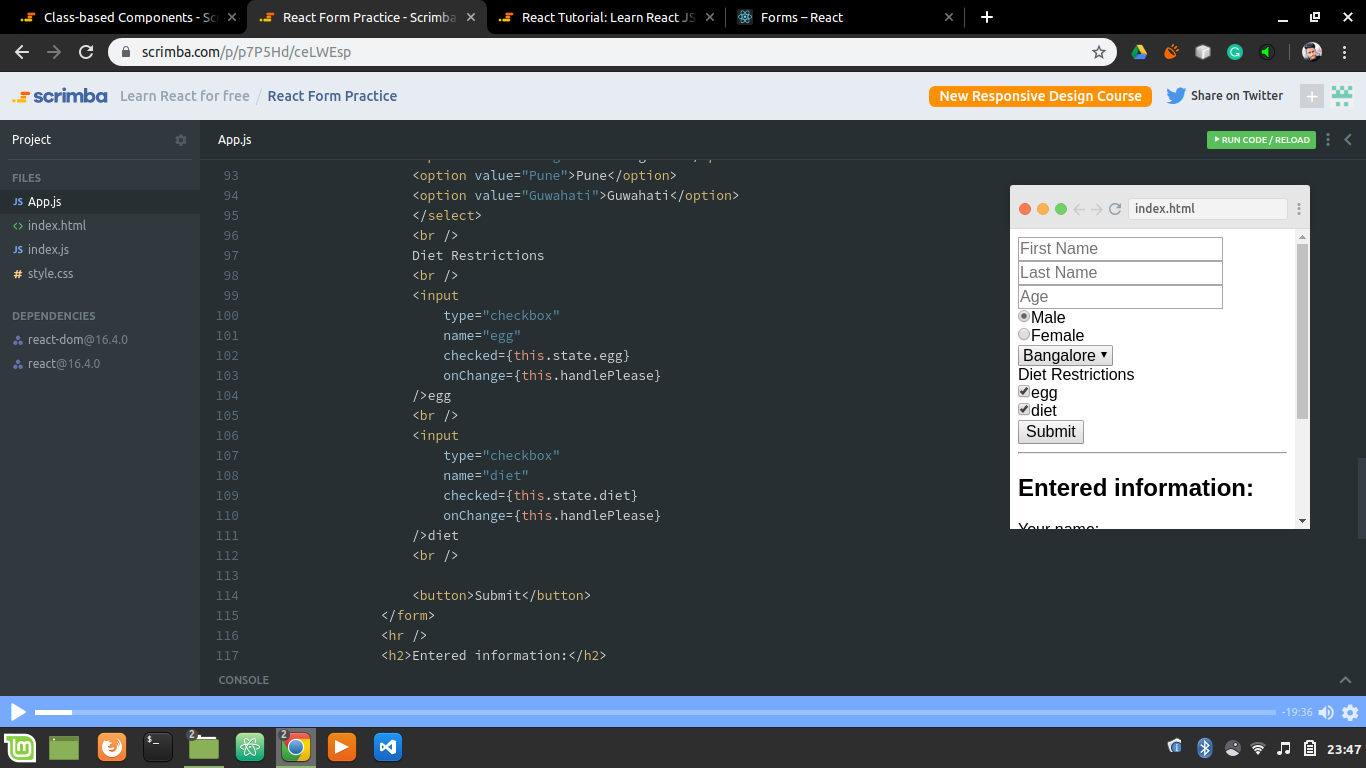 Class-based Components - Sc
React Form Practice - Scrimba
React Tutorial: Learn React JS
Forms – React
scrimba.com/p/p7P5Hd/ceLWEsp
scrimba
Learn React for free / React Form Practice
New Responsive Design Course
Share on Twitter
Project
App.js
RUN CODE / RELOAD
FILES
JS App.js
<> index.html
JS index.js
# style.css
DEPENDENCIES
react-dom@16.4.0
react@16.4.0
93 <option value="Pune">Pune</option>
94 <option value="Guwahati">Guwahati</option>
95 </select>
96 <br />
97 Diet Restrictions
98 <br />
99 <input
100 type="checkbox"
101 name="egg"
102 checked={this.state.egg}
103 onChange={this.handlePlease}
104 />egg
105 <br />
106 <input
107 type="checkbox"
108 name="diet"
109 checked={this.state.diet}
110 onChange={this.handlePlease}
111 />diet
112 <br />
113
114 <button>Submit</button>
115 </form>
116 <hr />
117 <h2>Entered information:</h2>
index.html
First Name
Last Name
Age
Male
Female
Bangalore
Diet Restrictions
egg
diet
Submit
Entered information:
Your name:
CONSOLE
-19:36
2
2
23:47